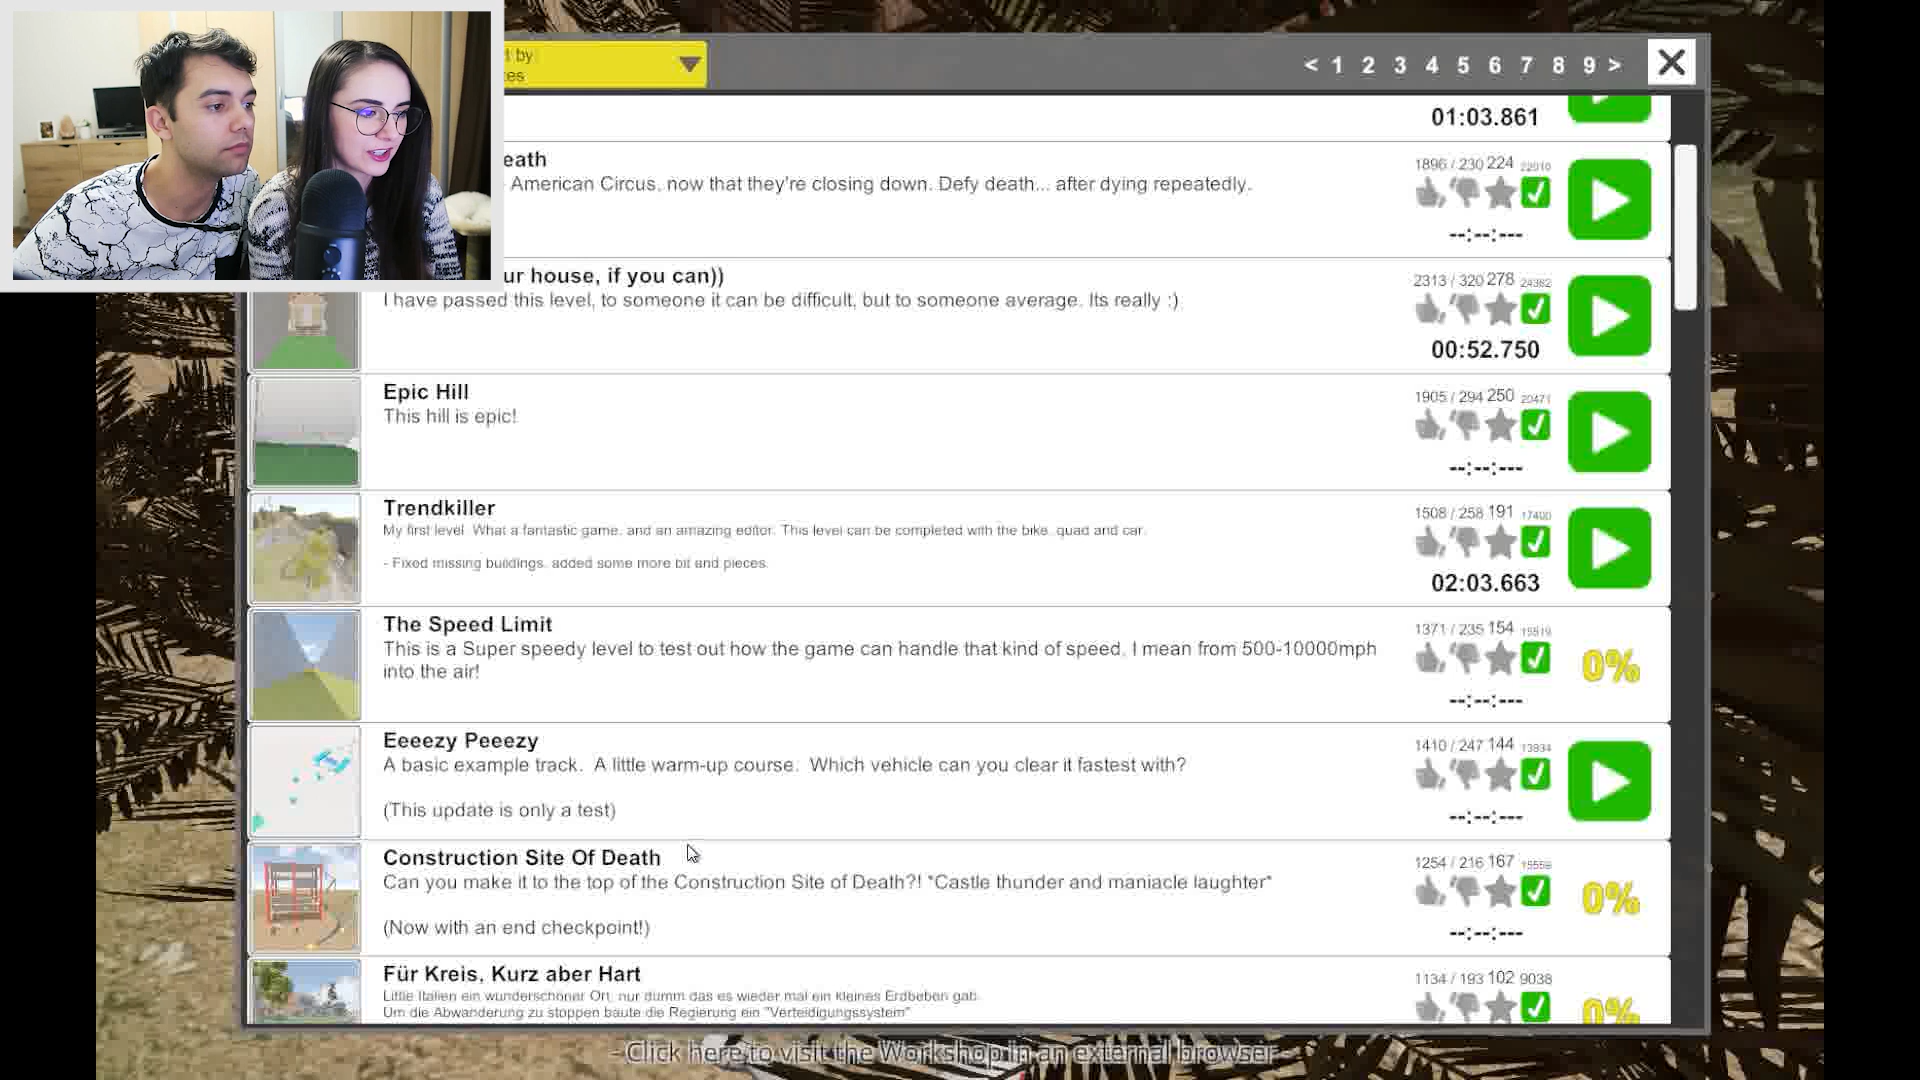 t by
tes
< 1 2 3 4 5 6 7 8 9 >
01:03.861
eath
American Circus, now that they're closing down. Defy death... after dying repeatedly.
1896 / 230 224
--:--:---
ur house, if you can))
I have passed this level, to someone it can be difficult, but to someone average. Its really :)
2313 / 320 278 24382
00:52.750
Epic Hill
This hill is epic!
1905 / 294 250 20471
--:--:---
Trendkiller
My first level. What a fantastic game, and an amazing editor. This level can be completed with the bike, quad and car.
- Fixed missing buildings, added some more bit and pieces.
1508 / 258 191 17400
02:03.663
The Speed Limit
This is a Super speedy level to test out how the game can handle that kind of speed, I mean from 500-10000mph
into the air!
1371 / 235 154 15519
0%
--:--:---
Eeeezy Peeezy
A basic example track. A little warm-up course. Which vehicle can you clear it fastest with?
(This update is only a test)
1410 / 247 144 13834
--:--:---
Construction Site Of Death
Can you make it to the top of the Construction Site of Death?! *Castle thunder and maniacle laughter*
(Now with an end checkpoint!)
1254 / 216 167 15559
0%
--:--:---
Für Kreis, Kurz aber Hart
Little Italien ein wunderschöner Ort, nur dumm das es wieder mal ein kleines Erdbeben gab.
Um die Abwanderung zu stoppen baute die Regierung ein "Verteidigungssystem"
1134 / 193 102 9038
0%
- Click here to visit the Workshop in an external browser -